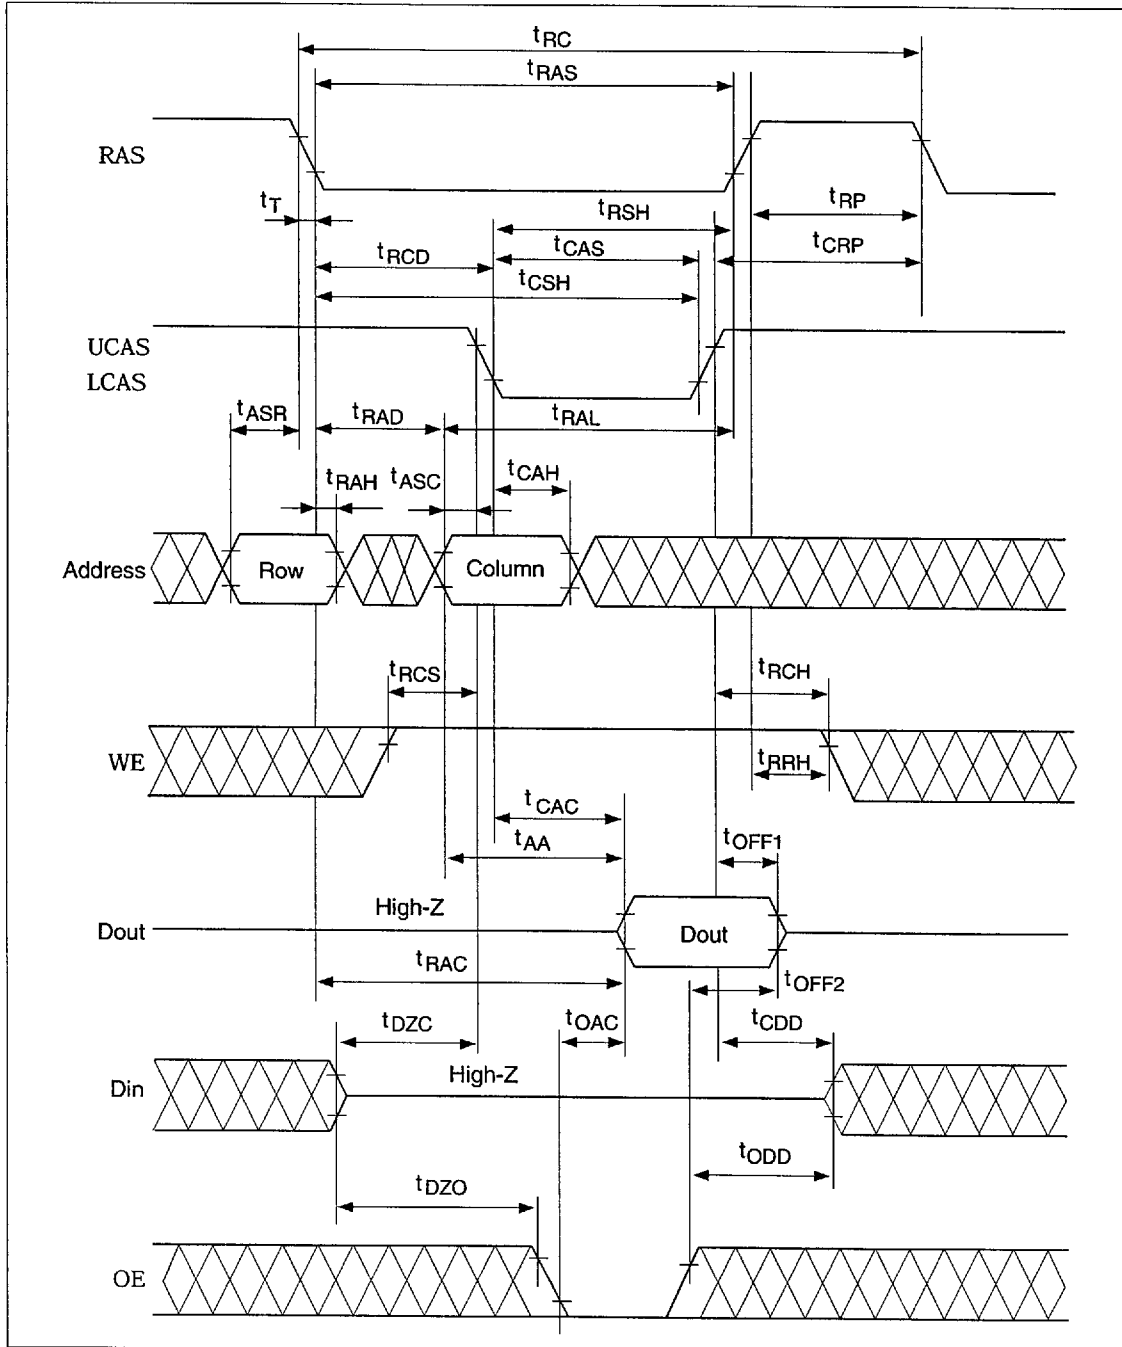 tRC
tRAS
RAS
tT
tRSH
tRP
tRCD
tCAS
tCRP
tCSH
UCAS
LCAS
tASR
tRAD
tRAL
tRAH
tASC
tCAH
Address
Row
Column
tRCS
tRCH
WE
tRRH
tCAC
tAA
tOFF1
High-Z
Dout
Dout
tRAC
tOFF2
tDZC
tOAC
tCDD
Din
High-Z
tODD
tDZO
OE